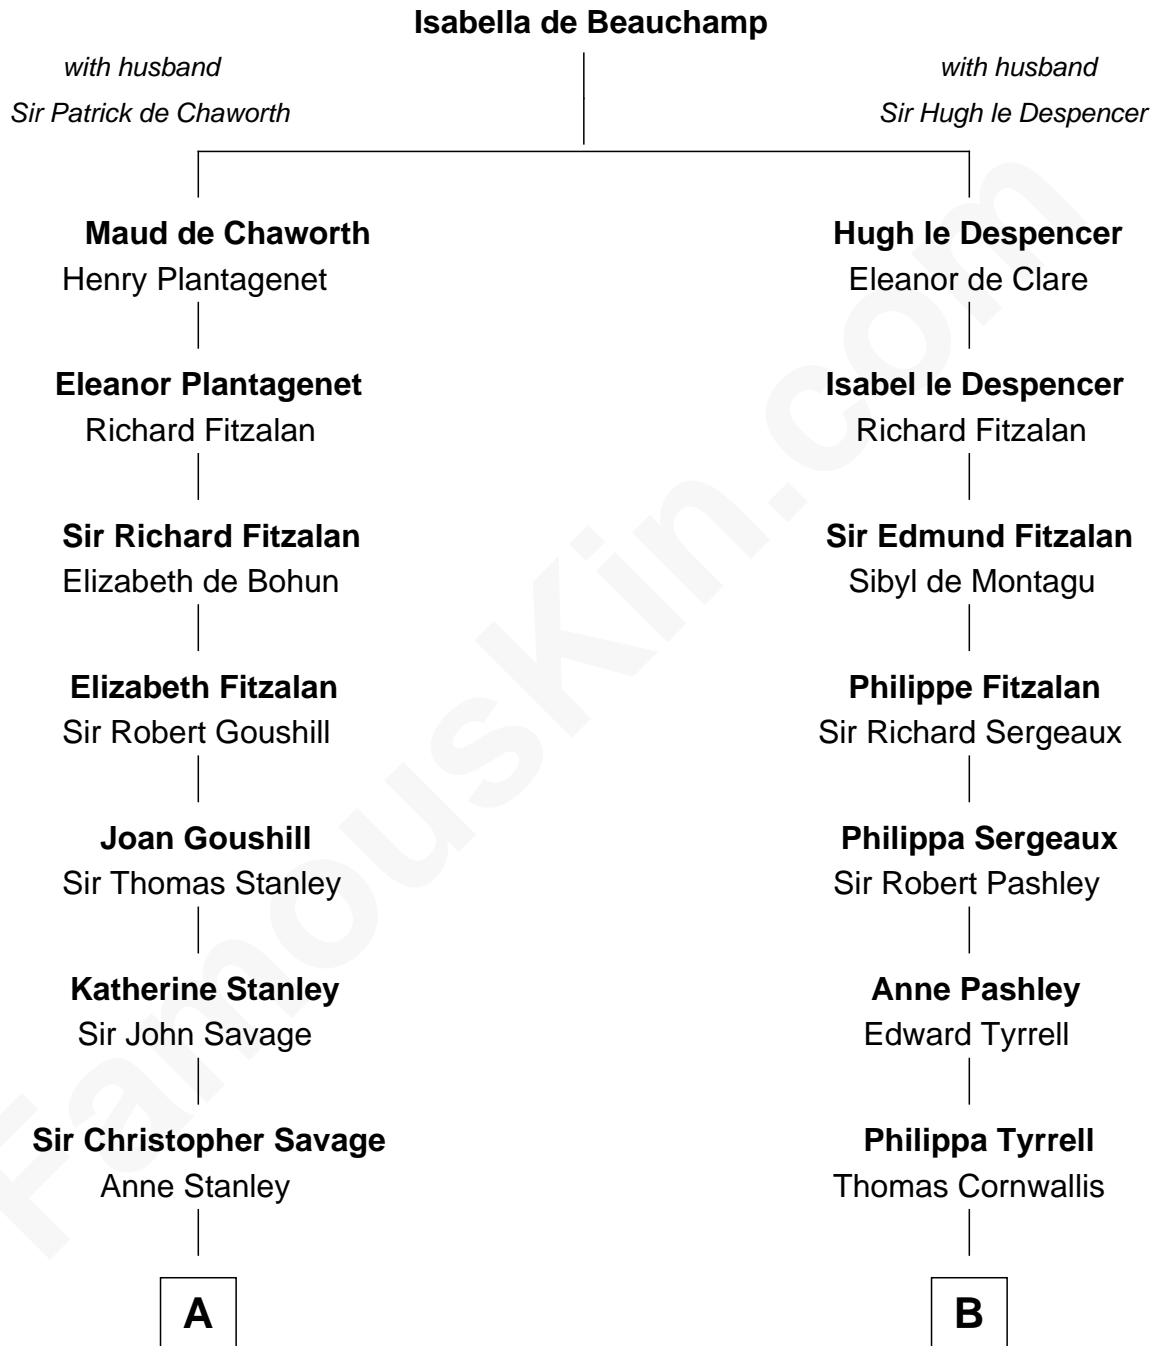 Isabella de Beauchamp
with husband
Sir Patrick de Chaworth
with husband
Sir Hugh le Despencer
Maud de Chaworth
Henry Plantagenet
Hugh le Despencer
Eleanor de Clare
Eleanor Plantagenet
Richard Fitzalan
Isabel le Despencer
Richard Fitzalan
Sir Richard Fitzalan
Elizabeth de Bohun
Sir Edmund Fitzalan
Sibyl de Montagu
Elizabeth Fitzalan
Sir Robert Goushill
Philippe Fitzalan
Sir Richard Sergeaux
Joan Goushill
Sir Thomas Stanley
Philippa Sergeaux
Sir Robert Pashley
Katherine Stanley
Sir John Savage
Anne Pashley
Edward Tyrrell
Sir Christopher Savage
Anne Stanley
Philippa Tyrrell
Thomas Cornwallis
A
B
FamousKin.com